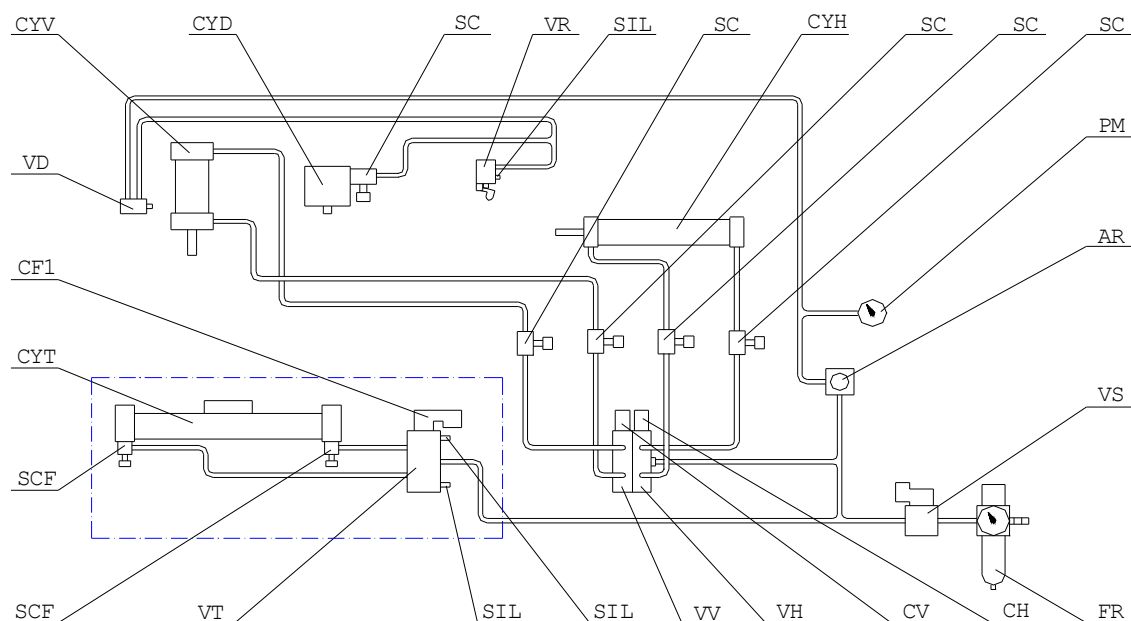 CYV CYD SC VR SIL SC CYH SC SC SC
VD
PM
AR
CF1
CYT
VS
SCF
SCF VT SIL SIL VV VH CV CH FR